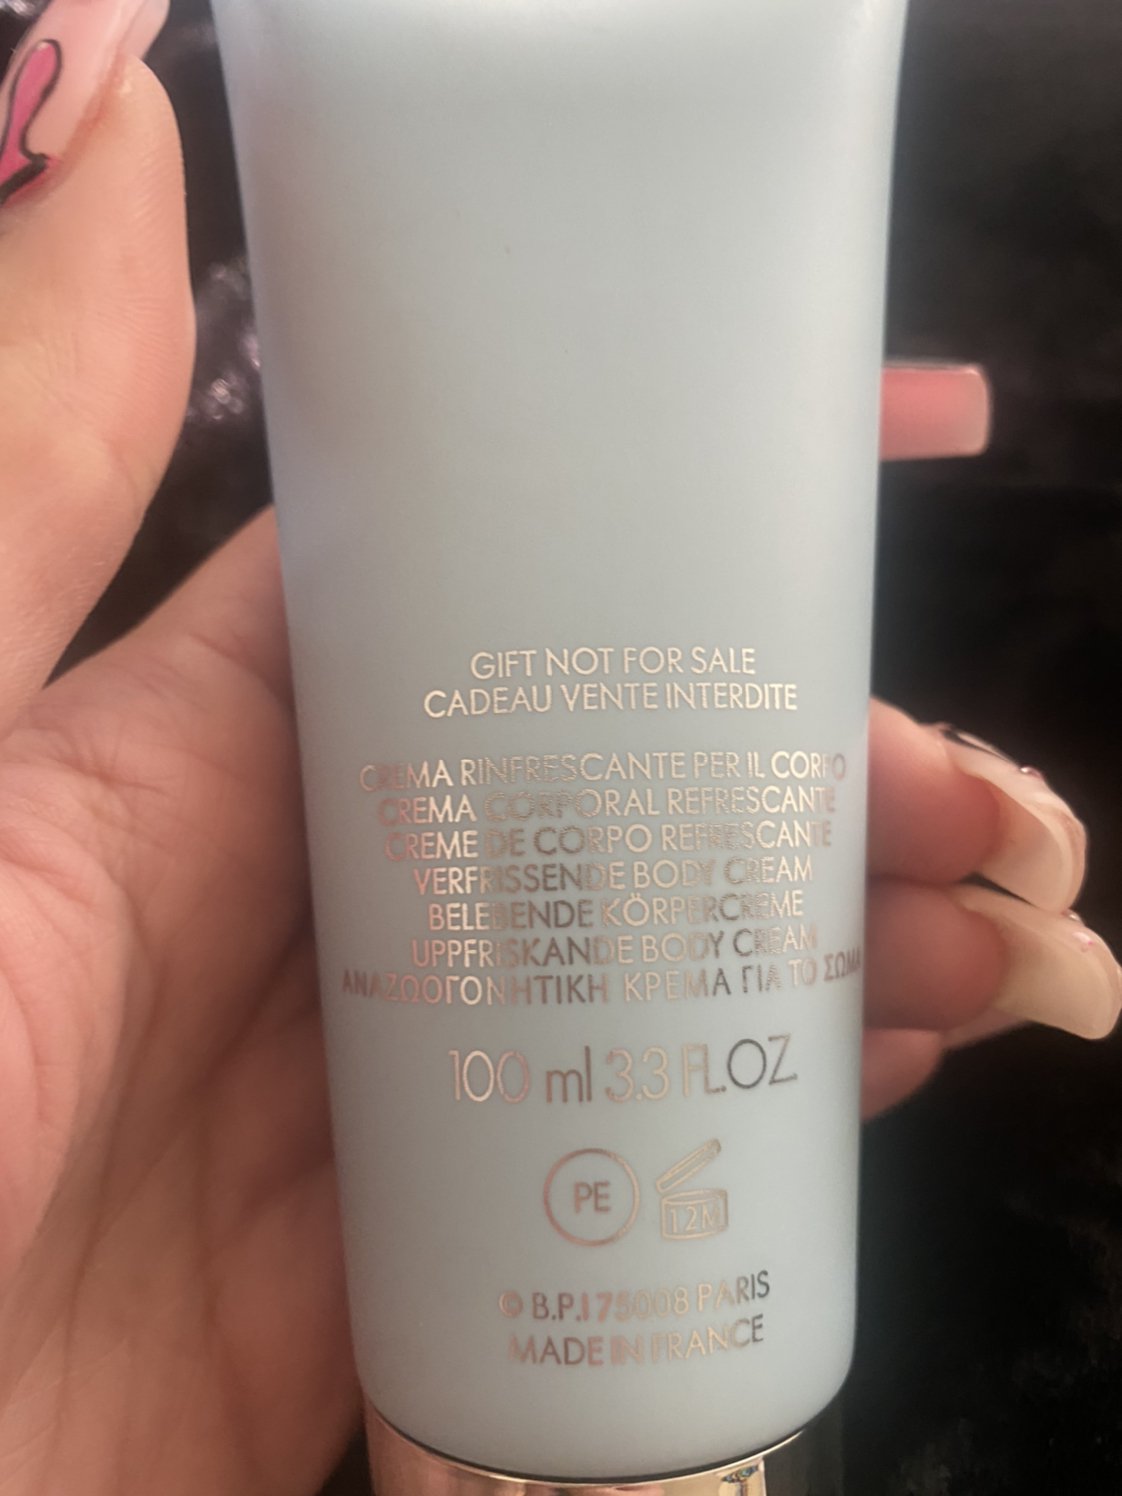 GIFT NOT FOR SALE
CADEAU VENTE INTERDITE
CREMA RINFRESCANTE PER IL CORPO
CREMA CORPORAL REFRESCANTE
CREME DE CORPO REFRESCANTE
VERFRISSENDE BODY CREAM
BELEBENDE KÖRPERCREME
UPPFRISKANDE BODY CREAM
ΑΝΑΖΩΟΓΟΝΗΤΙΚΗ ΚΡΕΜΑ ΓΙΑ ΤΟ ΣΩΜΑ
100 ml 3.3 FL.OZ
PE 12M
© B.P.I 75008 PARIS
MADE IN FRANCE